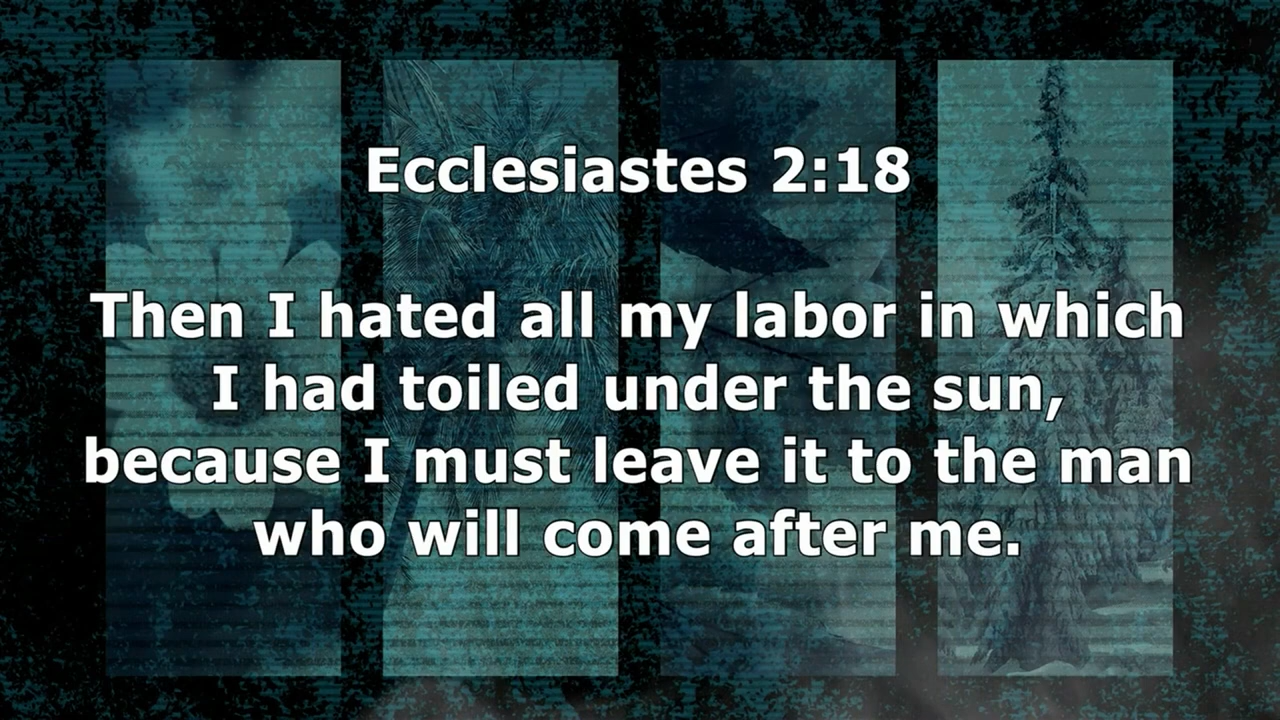 Ecclesiastes 2:18
Then I hated all my labor in which
I had toiled under the sun,
because I must leave it to the man
who will come after me.